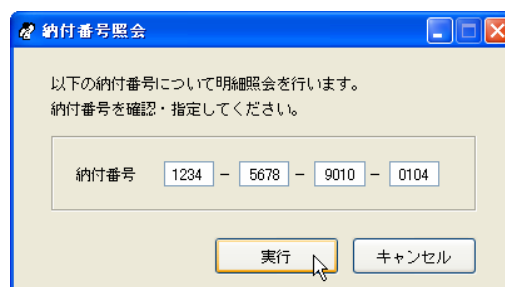 納付番号照会
以下の納付番号について明細照会を行います。
納付番号を確認・指定してください。
納付番号 1234 - 5678 - 9010 - 0104
実行 キャンセル